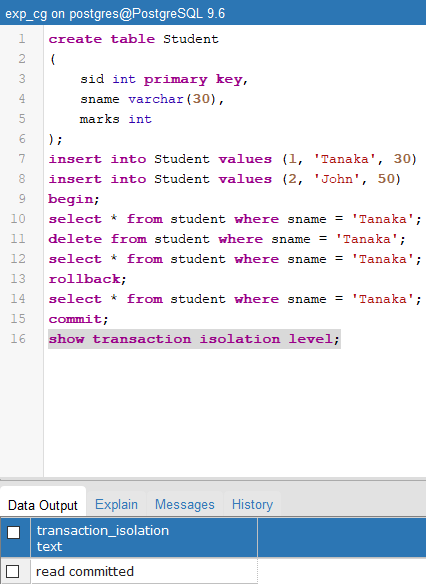 exp_cg on postgres@PostgreSQL 9.6
1 create table Student
2 (
3 sid int primary key,
4 sname varchar(30),
5 marks int
6 );
7 insert into Student values (1, 'Tanaka', 30)
8 insert into Student values (2, 'John', 50)
9 begin;
10 select * from student where sname = 'Tanaka';
11 delete from student where sname = 'Tanaka';
12 select * from student where sname = 'Tanaka';
13 rollback;
14 select * from student where sname = 'Tanaka';
15 commit;
16 show transaction isolation level;
Data Output Explain Messages History
transaction_isolation
text
read committed